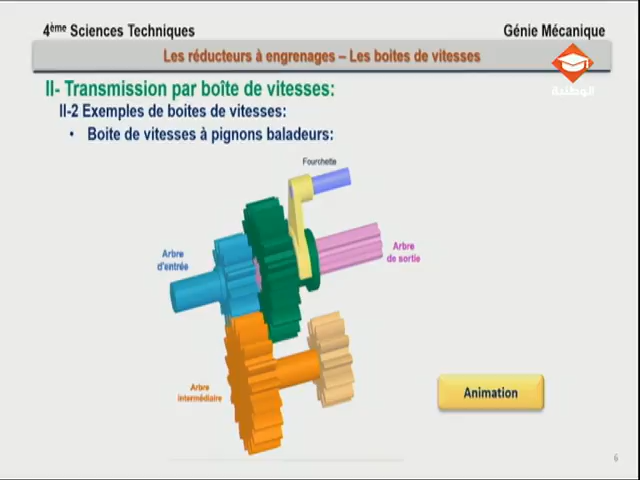 4ème Sciences Techniques
Génie Mécanique
Les réducteurs à engrenages – Les boites de vitesses
الوطنية
II- Transmission par boîte de vitesses:
II-2 Exemples de boites de vitesses:
• Boite de vitesses à pignons baladeurs:
Fourchette
Arbre
d'entrée
Arbre
de sortie
Arbre
intermédiaire
Animation
6